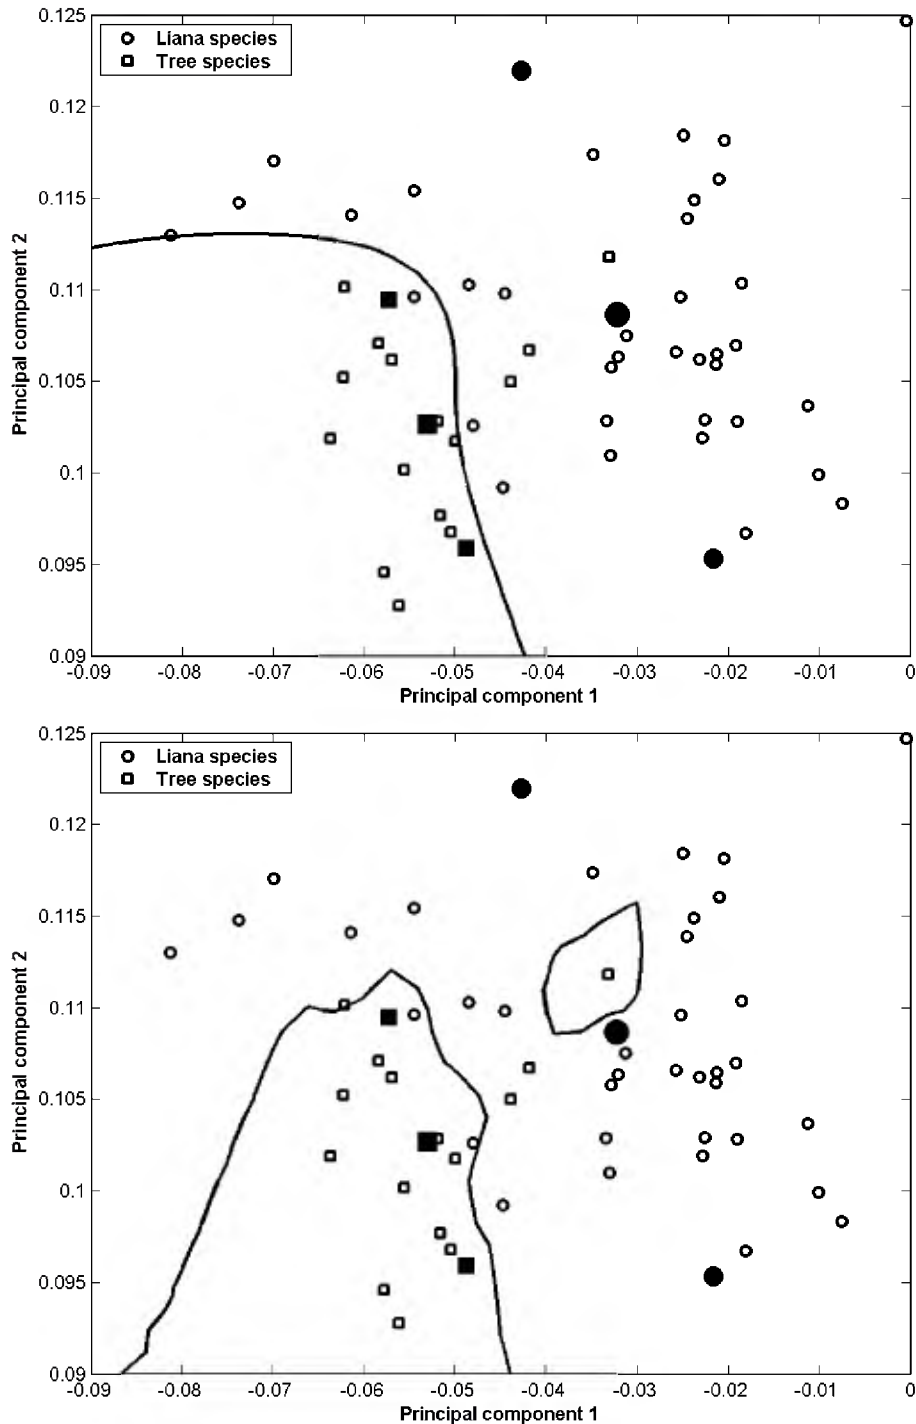 0.125
Liana species
Tree species
0.12
0.115
0.11
0.105
0.1
0.095
0.09
Principal component 2
-0.09 -0.08 -0.07 -0.06 -0.05 -0.04 -0.03 -0.02 -0.01 0
Principal component 1
0.125
Liana species
Tree species
0.12
0.115
0.11
0.105
0.1
0.095
0.09
Principal component 2
-0.09 -0.08 -0.07 -0.06 -0.05 -0.04 -0.03 -0.02 -0.01 0
Principal component 1